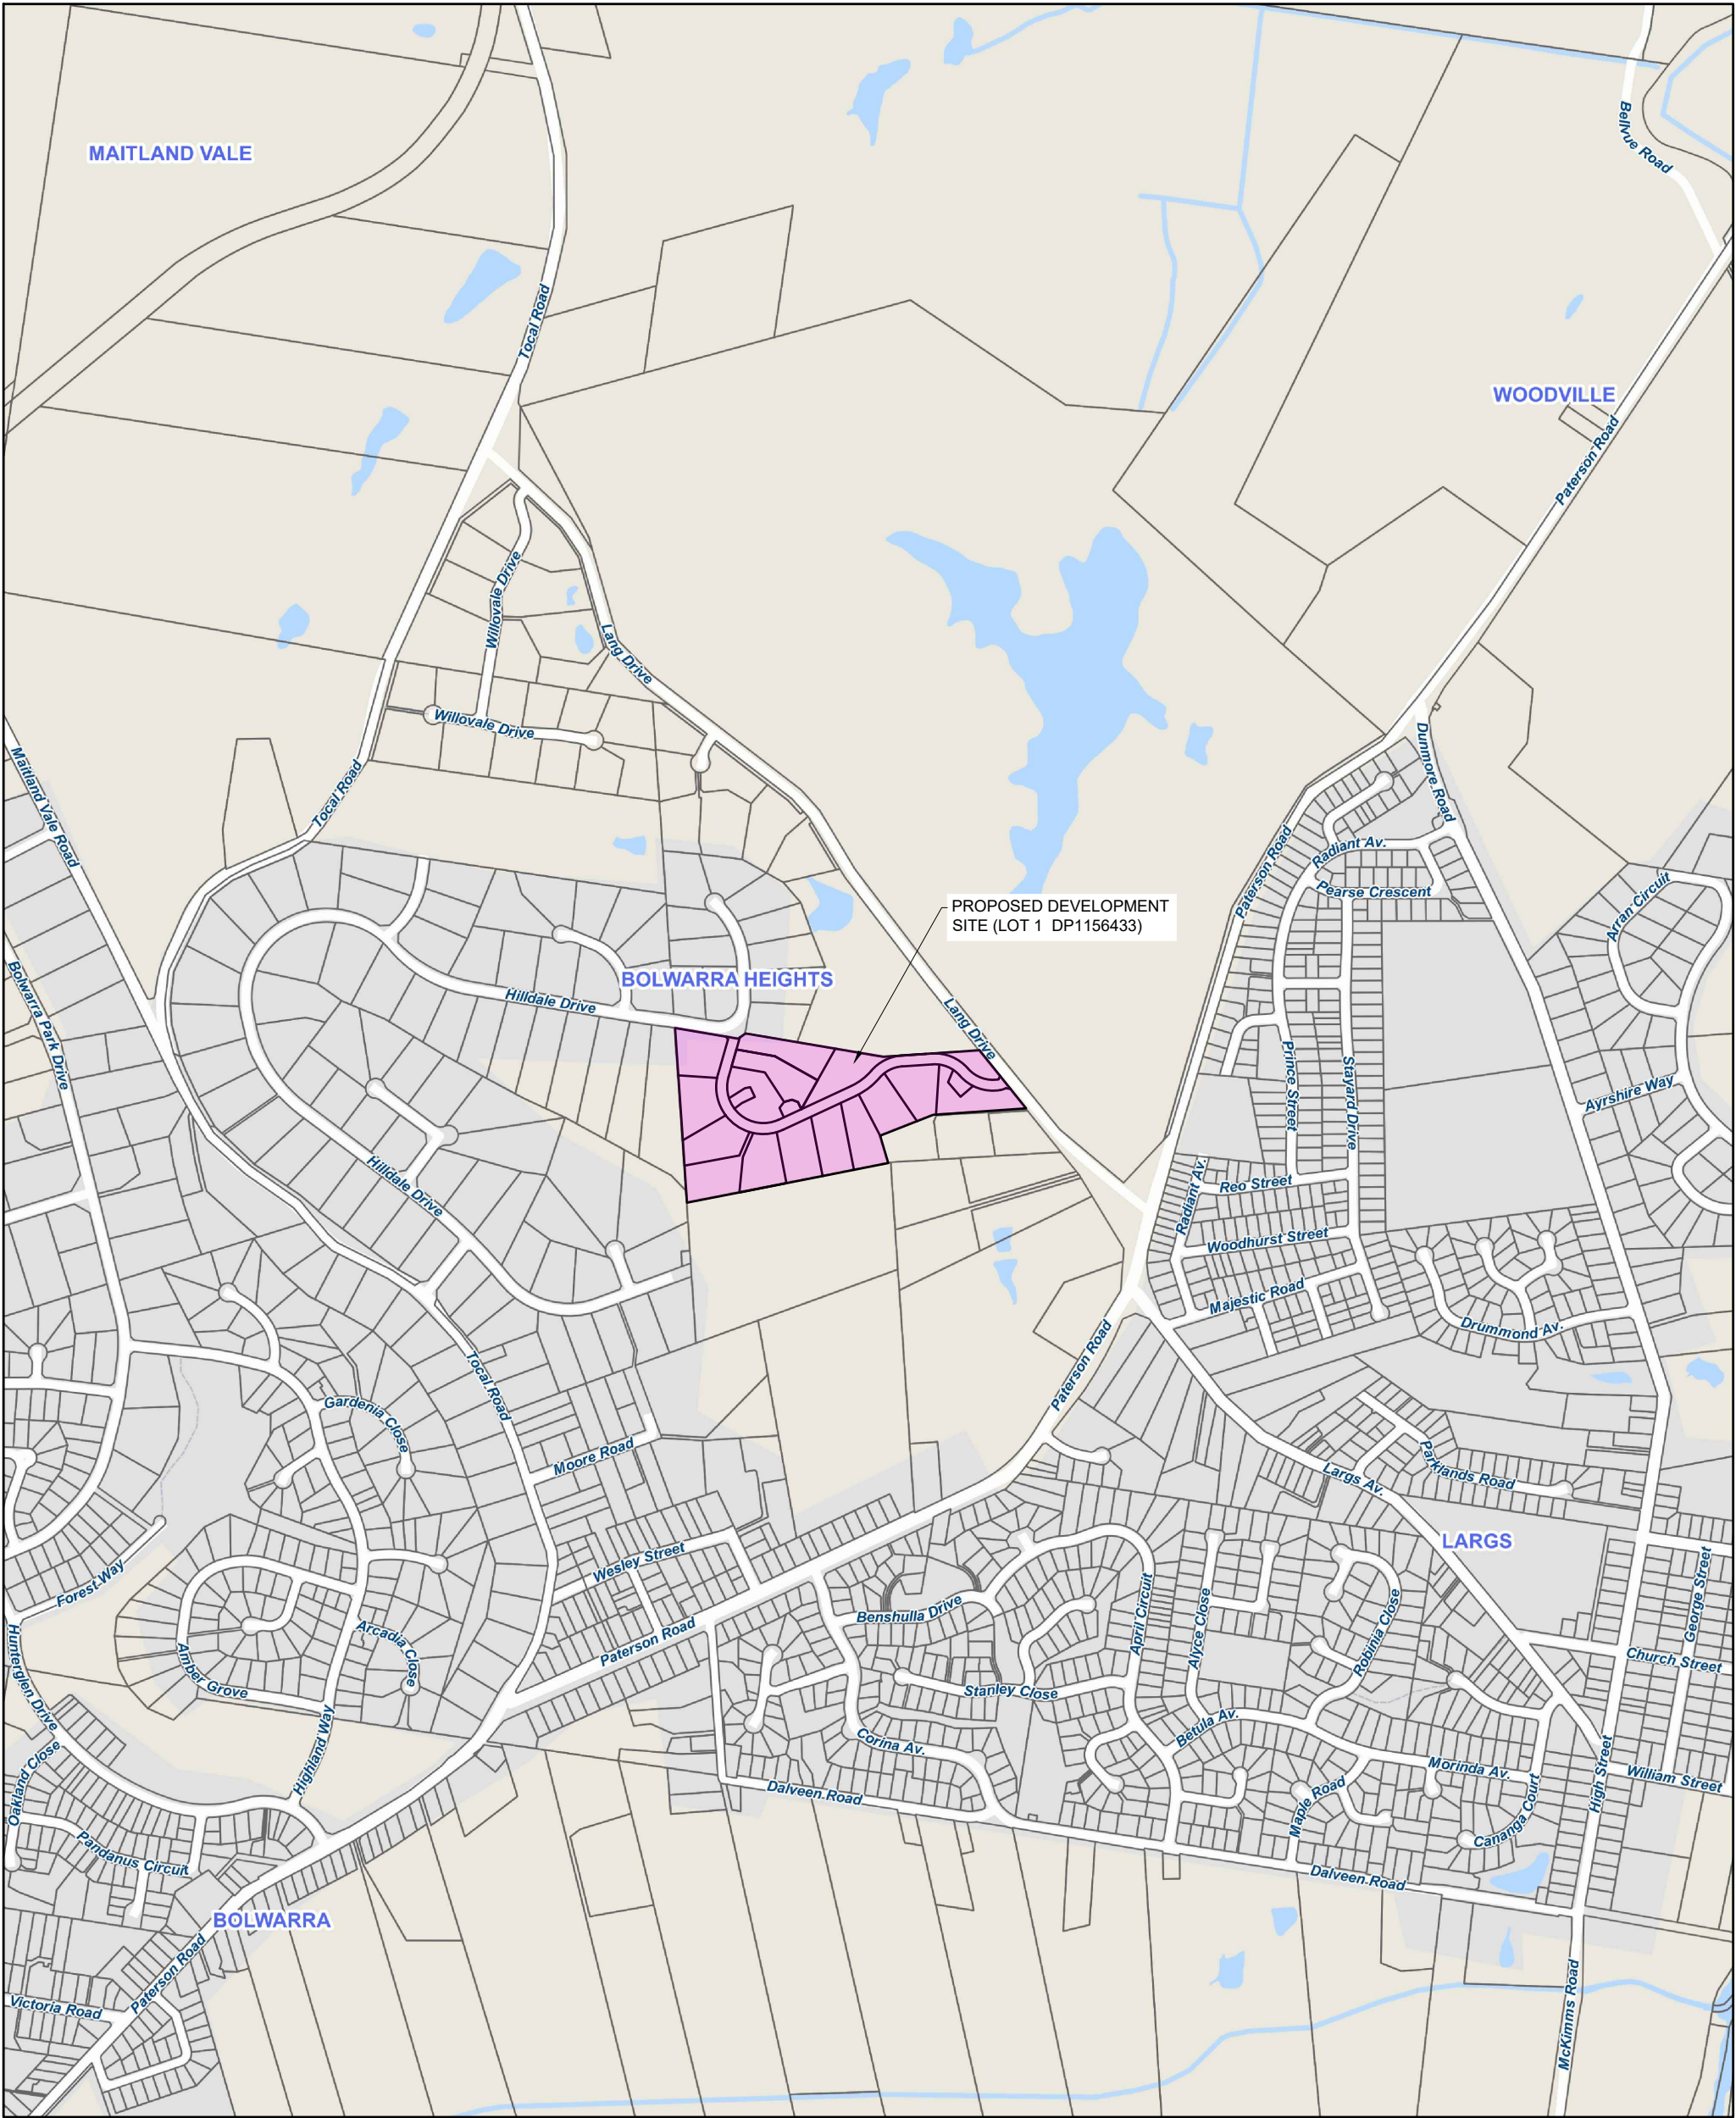 MAITLAND VALE
Bellvue Road
Tocal Road
WOODVILLE
Paterson Road
Willovale Drive
Lang Drive
Willovale Drive
Maitland Vale Road
Tocal Road
Dunmore Road
Paterson Road
Radiant Av.
Pearse Crescent
Arran Circuit
PROPOSED DEVELOPMENT
SITE (LOT 1 DP1156433)
BOLWARRA HEIGHTS
Bolwarra Park Drive
Hilldale Drive
Lang Drive
Prince Street
Stayard Drive
Ayrshire Way
Hilldale Drive
Radiant Av.
Reo Street
Woodhurst Street
Majestic Road
Drummond Av.
Paterson Road
Tocal Road
Gardenia Close
Moore Road
Largs Av.
Parklands Road
LARGS
Wesley Street
Forest Way
Benshulla Drive
April Circuit
Alyce Close
Robinia Close
George Street
Church Street
Hunterglen Drive
Amber Grove
Arcadia Close
Paterson Road
Stanley Close
Highland Way
Corina Av.
Betula Av.
Morinda Av.
High Street
William Street
Oakland Close
Dalveen Road
Maple Road
Cananga Court
Pandanus Circuit
Dalveen Road
BOLWARRA
Paterson Road
Victoria Road
McKimms Road